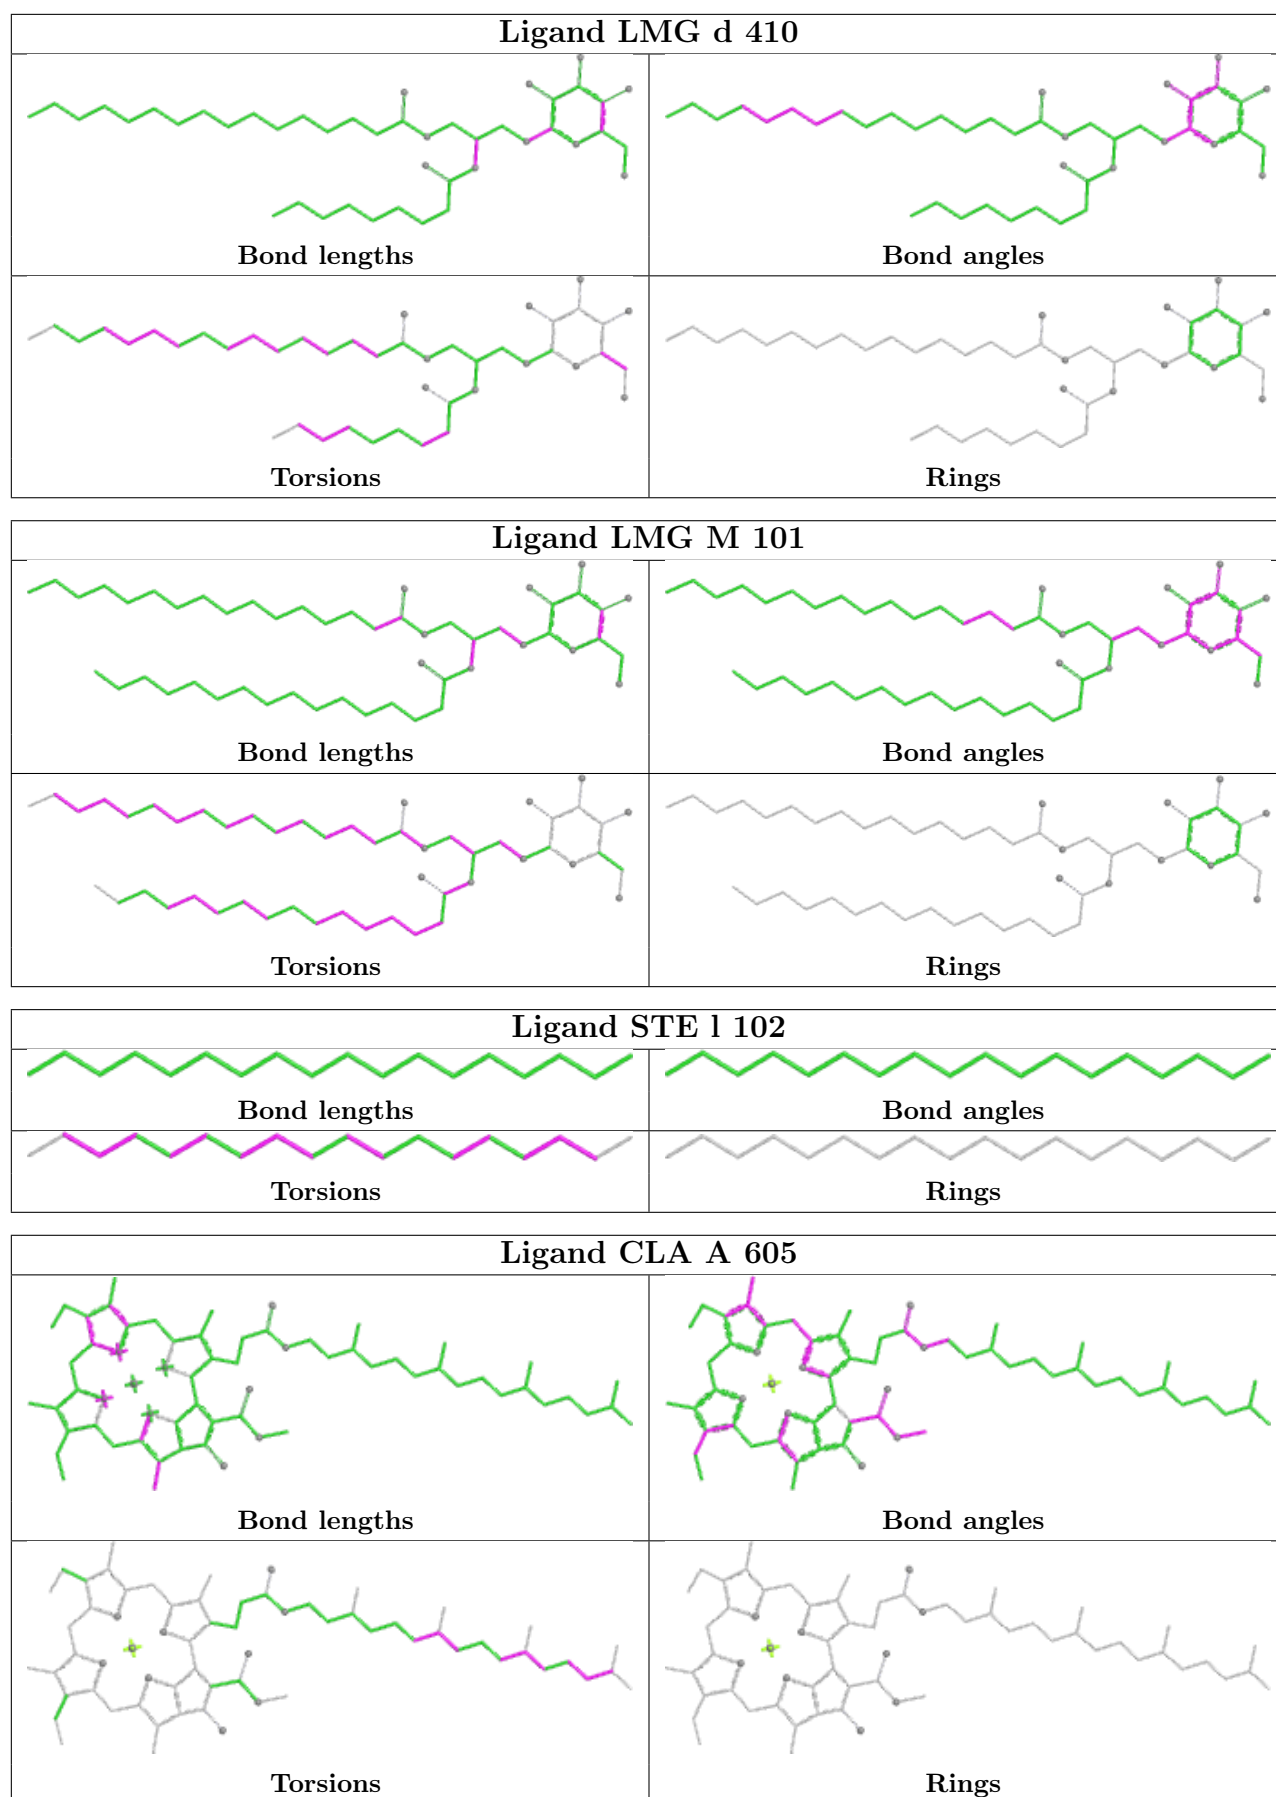 Ligand LMG d 410
Bond lengths Bond angles
Torsions Rings
Ligand LMG M 101
Bond lengths Bond angles
Torsions Rings
Ligand STE l 102
Bond lengths Bond angles
Torsions Rings
Ligand CLA A 605
Bond lengths Bond angles
Torsions Rings